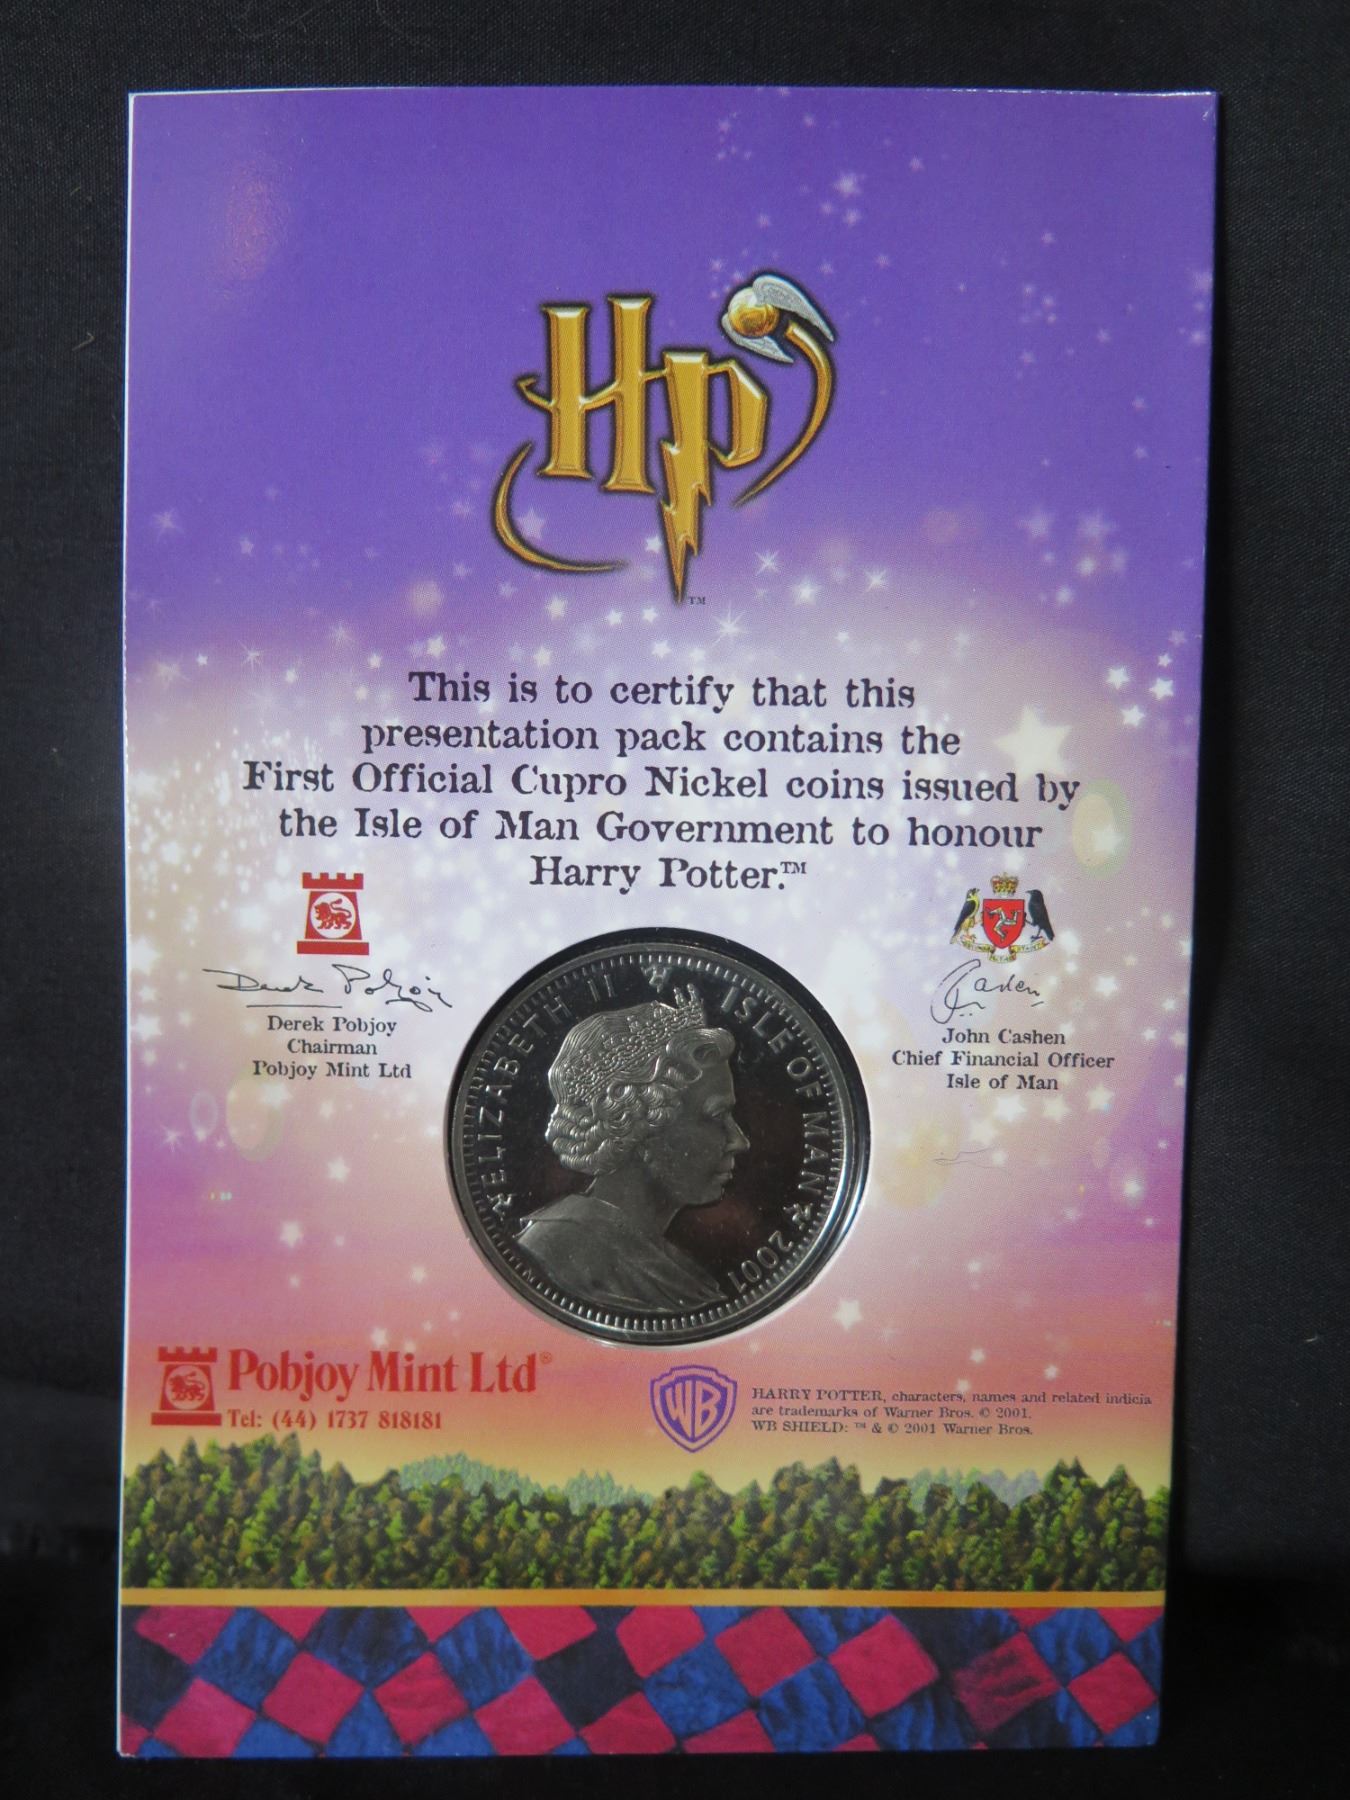 HP
TM
This is to certify that this
presentation pack contains the
First Official Cupro Nickel coins issued by
the Isle of Man Government to honour
Harry Potter.™
Derek Pobjoy
Derek Pobjoy
Chairman
Pobjoy Mint Ltd
J Cashen
John Cashen
Chief Financial Officer
Isle of Man
ELIZABETH II ISLE OF MAN 2001
Pobjoy Mint Ltd®
Tel: (44) 1737 818181
WB
HARRY POTTER, characters, names and related indicia
are trademarks of Warner Bros. © 2001.
WB SHIELD: ™ & © 2001 Warner Bros.